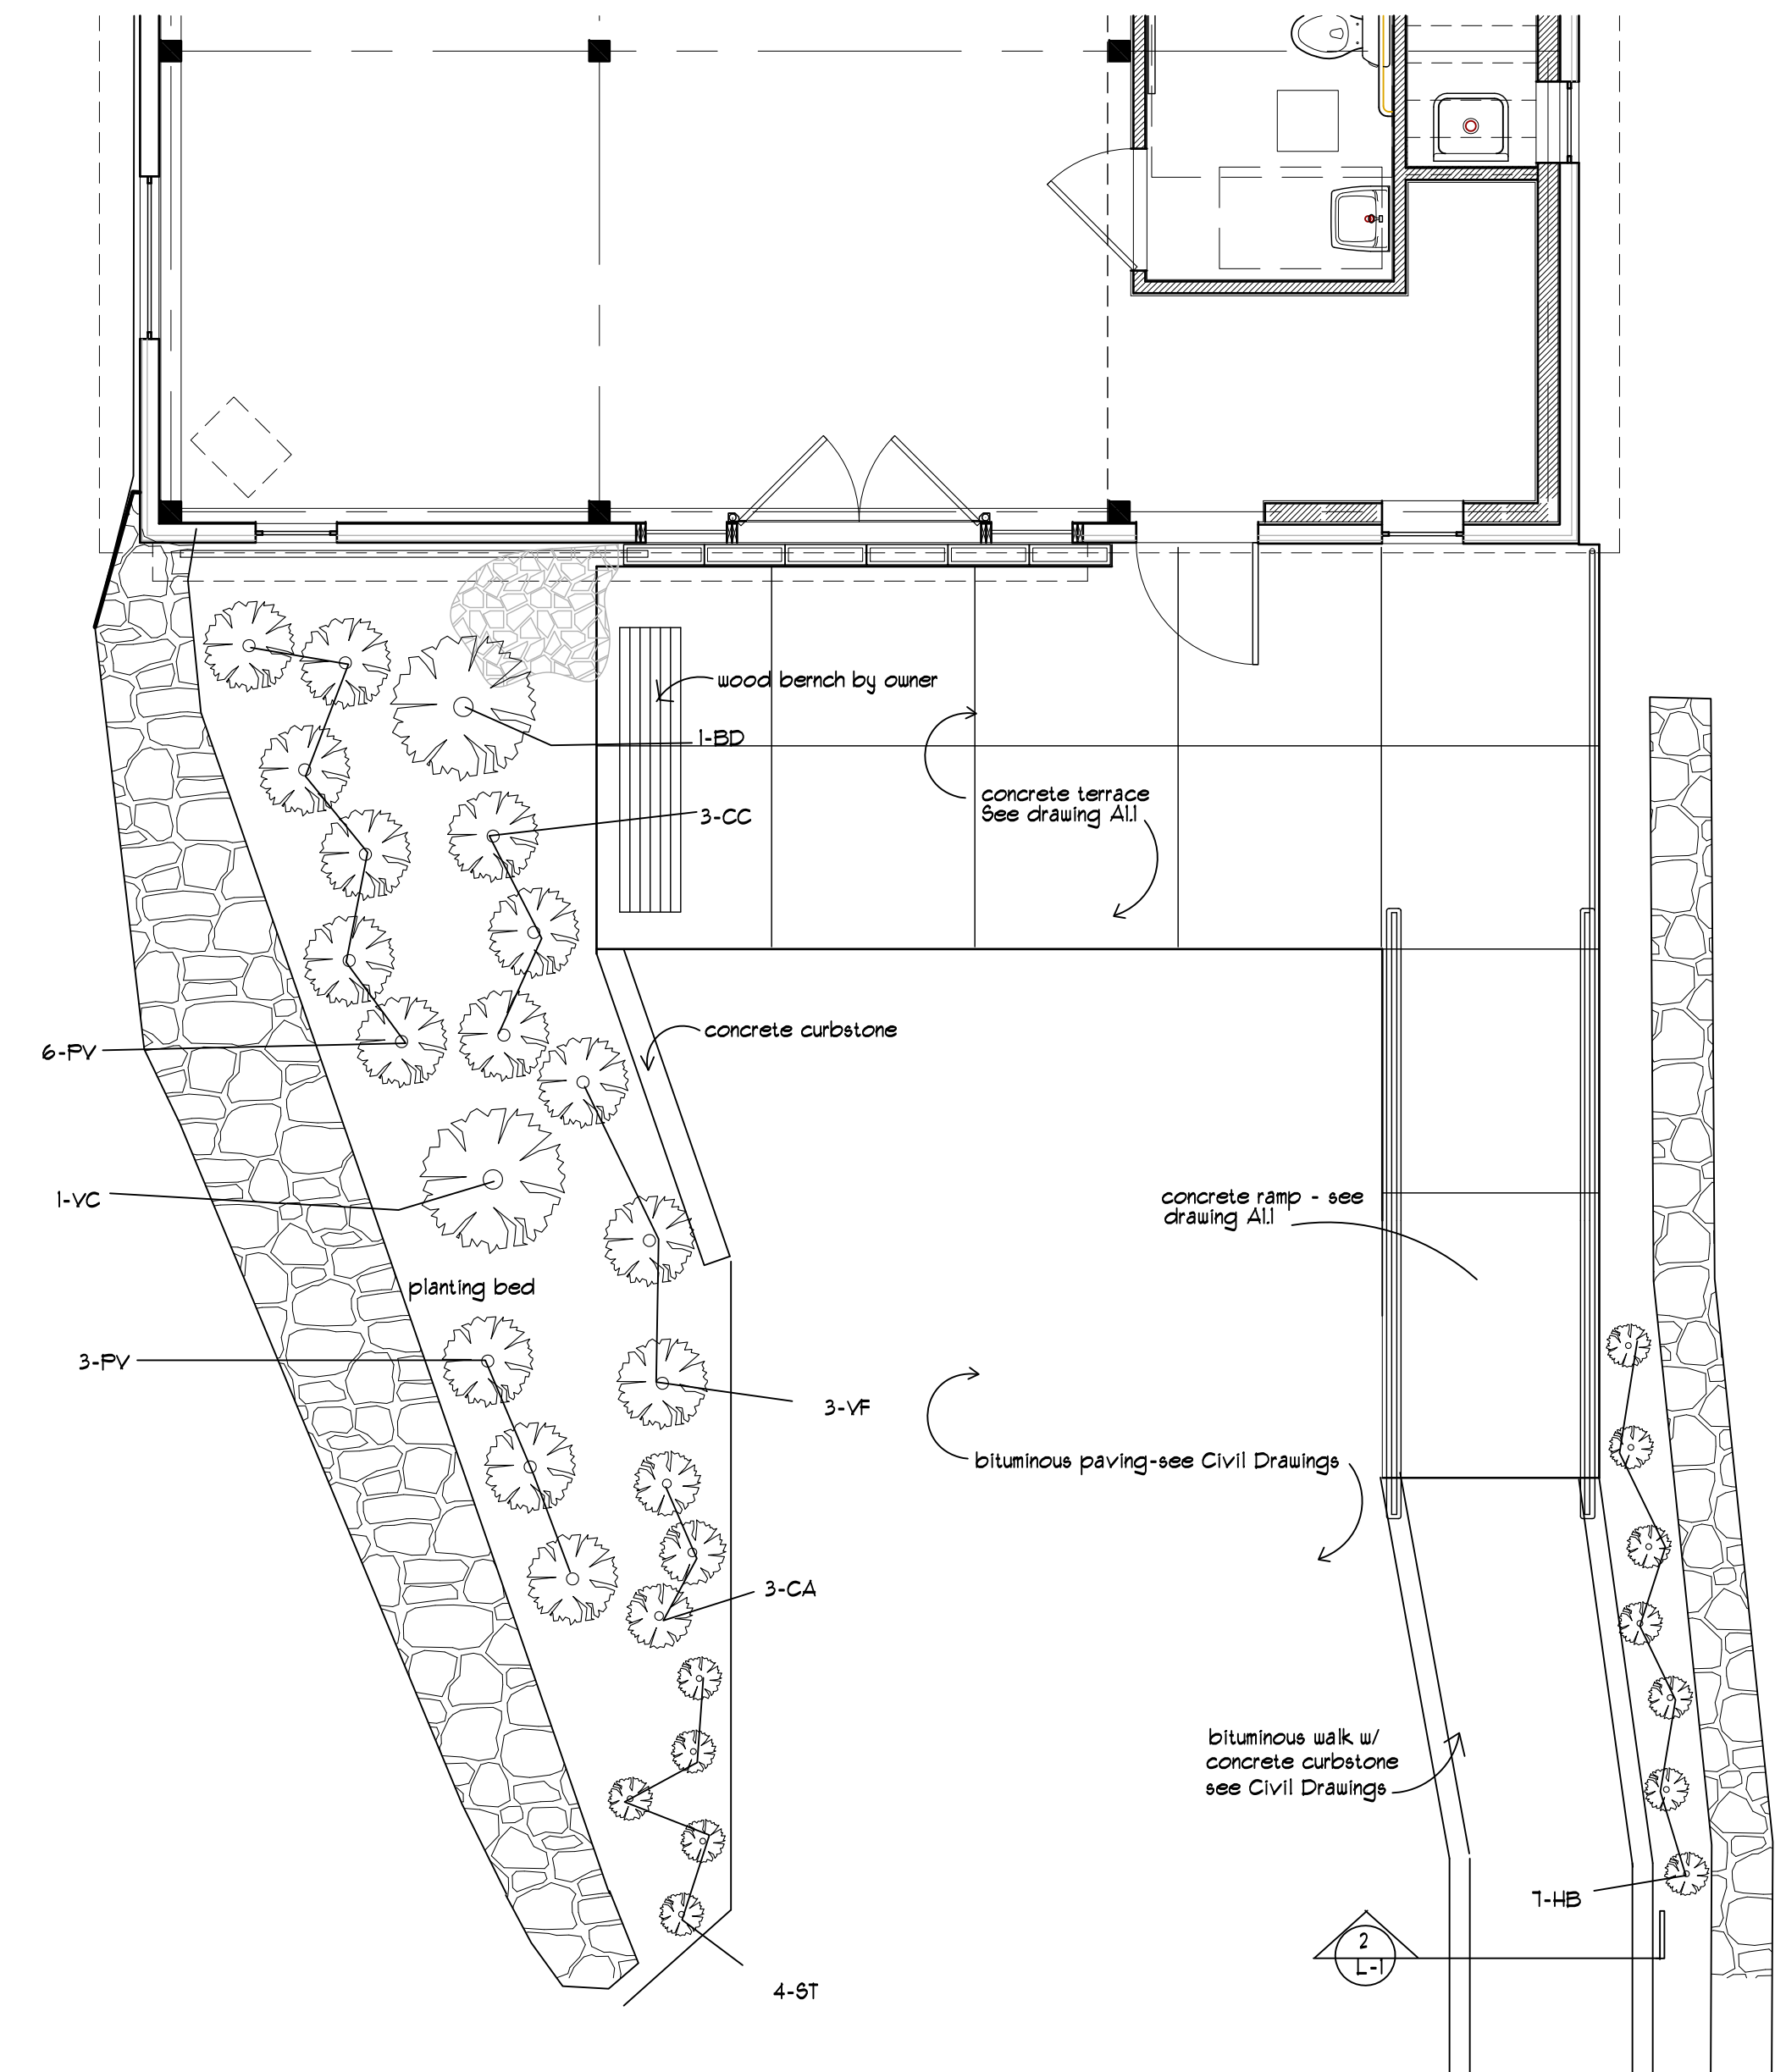 wood bernch by owner
1-BD
concrete terrace
See drawing A1.1
3-CC
concrete curbstone
6-PV
1-VC
concrete ramp - see
drawing A1.1
planting bed
3-PV
3-VF
bituminous paving-see Civil Drawings
3-CA
bituminous walk w/
concrete curbstone
see Civil Drawings
7-HB
2
L-1
4-ST